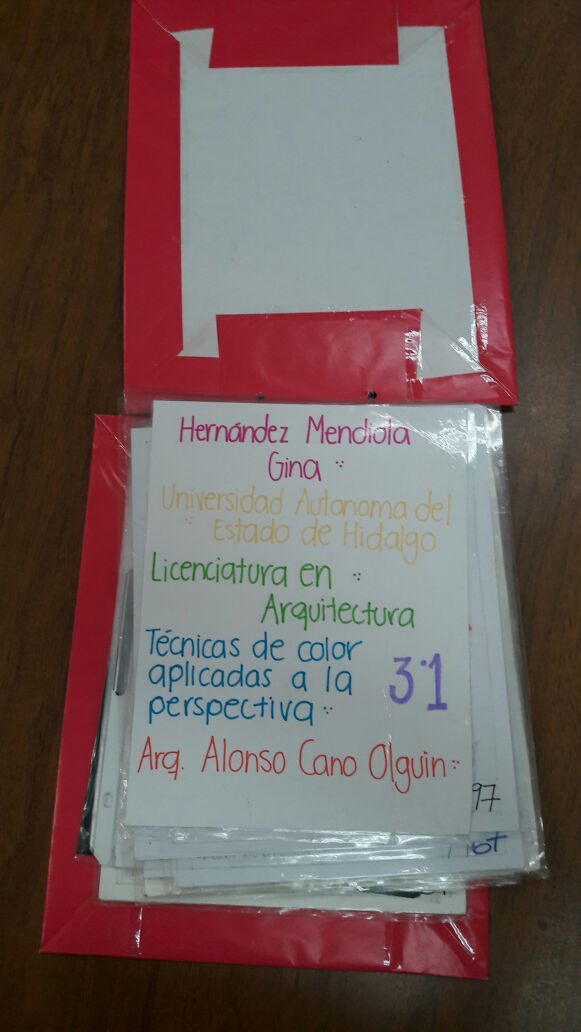 Hernández Mendiola
Gina
Universidad Autonoma del
Estado de Hidalgo
Licenciatura en
Arquitectura
Técnicas de color
aplicadas a la
perspectiva
3°1
Arq. Alonso Cano Olguin
97